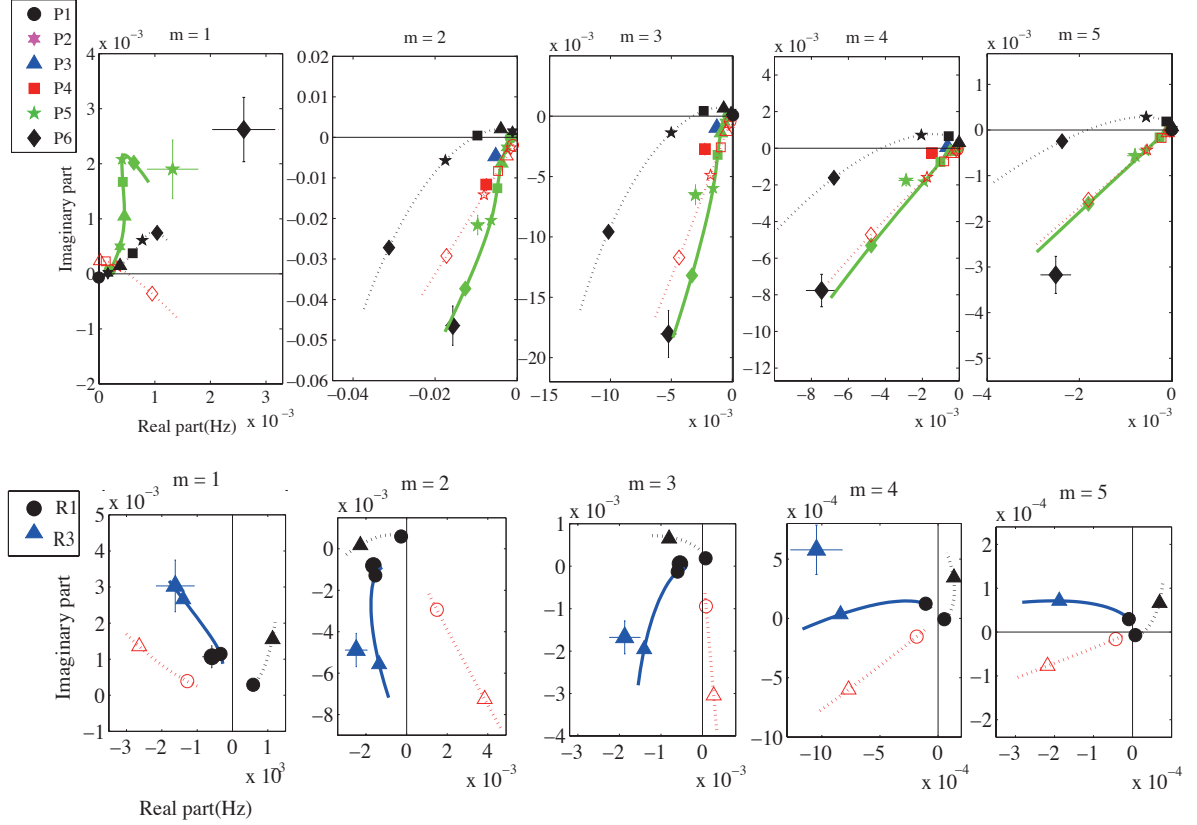 P1
P2
P3
P4
P5
P6
x 10⁻³
m = 1
4
3
2
1
0
−1
−2
Imaginary part
0 1 2 3
Real part(Hz)
x 10⁻³
m = 2
0.02
0.01
0
−0.01
−0.02
−0.03
−0.04
−0.05
−0.06
−0.04 −0.02 0
x 10⁻³
m = 3
5
0
−5
−10
−15
−20
−15 −10 −5 0
x 10⁻³
x 10⁻³
m = 4
4
2
0
−2
−4
−6
−8
−10
−12
−8 −6 −4 −2 0
x 10⁻³
x 10⁻³
m = 5
1
0
−1
−2
−3
−4
−5
−4 −2 0
x 10⁻³
R1
R3
x 10⁻³
m = 1
5
4
3
2
1
0
−1
Imaginary part
−3 −2 −1 0 1
x 10³
Real part(Hz)
x 10⁻³
m = 2
0
−2
−4
−6
−8
−2 0 2 4
x 10⁻³
x 10⁻³
m = 3
1
0
−1
−2
−3
−4
−3 −2 −1 0
x 10⁻³
x 10⁻⁴
m = 4
5
0
−5
−10
−10 −5 0
x 10⁻⁴
x 10⁻⁴
m = 5
2
1
0
−1
−2
−3 −2 −1 0
x 10⁻⁴